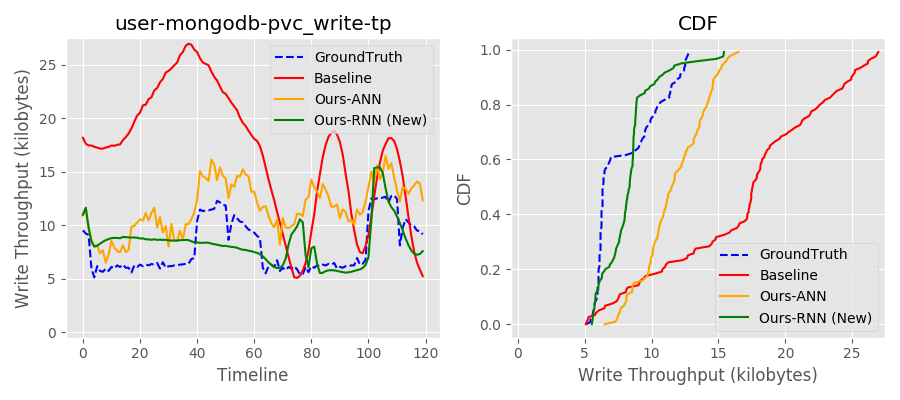 user-mongodb-pvc_write-tp
Write Throughput (kilobytes)
25
20
15
10
5
0
GroundTruth
Baseline
Ours-ANN
Ours-RNN (New)
0
20
40
60
80
100
120
Timeline
CDF
CDF
1.0
0.8
0.6
0.4
0.2
0.0
GroundTruth
Baseline
Ours-ANN
Ours-RNN (New)
0
5
10
15
20
25
Write Throughput (kilobytes)